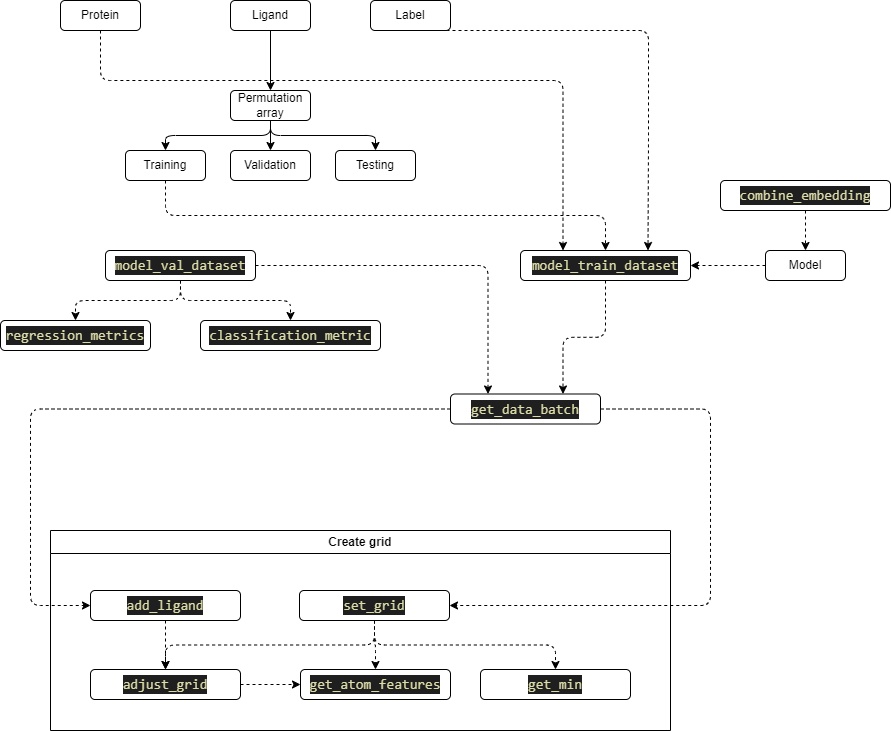 Protein
Ligand
Label
Permutation
array
Training
Validation
Testing
combine_embedding
model_val_dataset
model_train_dataset
Model
regression_metrics
classification_metric
get_data_batch
Create grid
add_ligand
set_grid
adjust_grid
get_atom_features
get_min